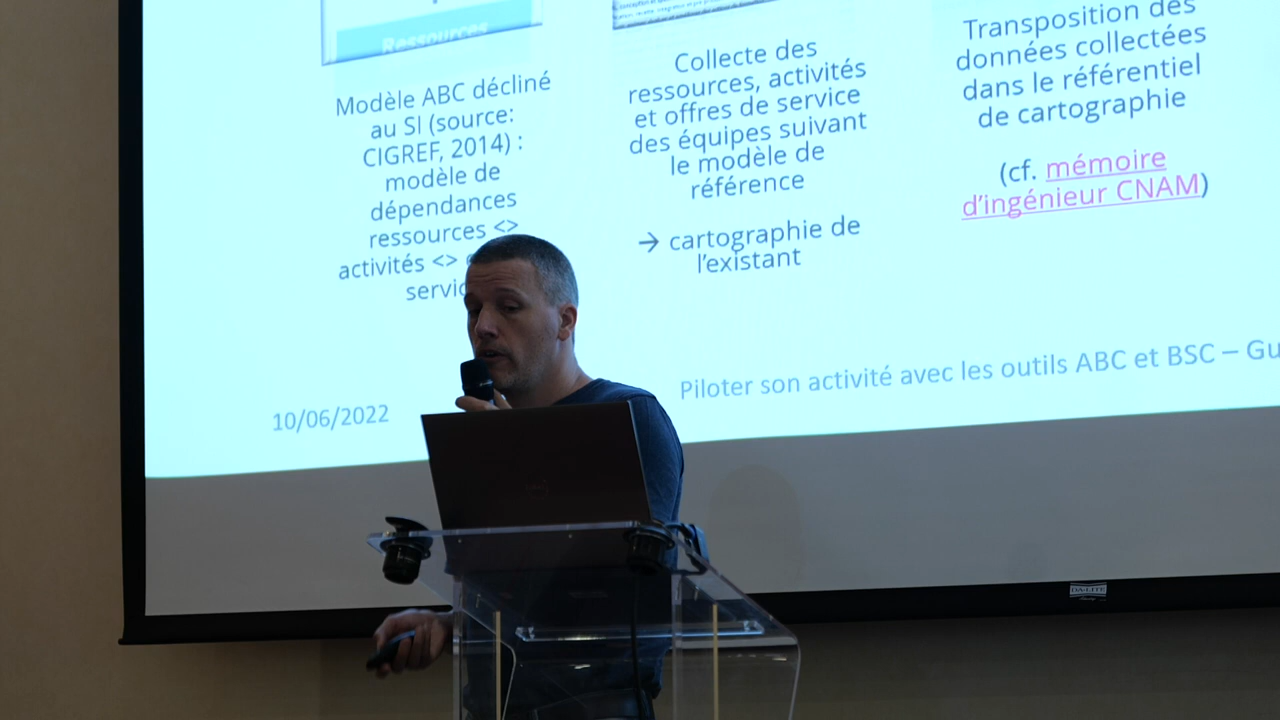 Ressources
Modèle ABC décliné
au SI (source:
CIGREF, 2014) :
modèle de
dépendances
ressources <>
activités <>
servic
Collecte des
ressources, activités
et offres de service
des équipes suivant
le modèle de
référence
→ cartographie de
l'existant
Transposition des
données collectées
dans le référentiel
de cartographie
(cf. mémoire
d'ingénieur CNAM)
10/06/2022
Piloter son activité avec les outils ABC et BSC – Gu
DA-LITE